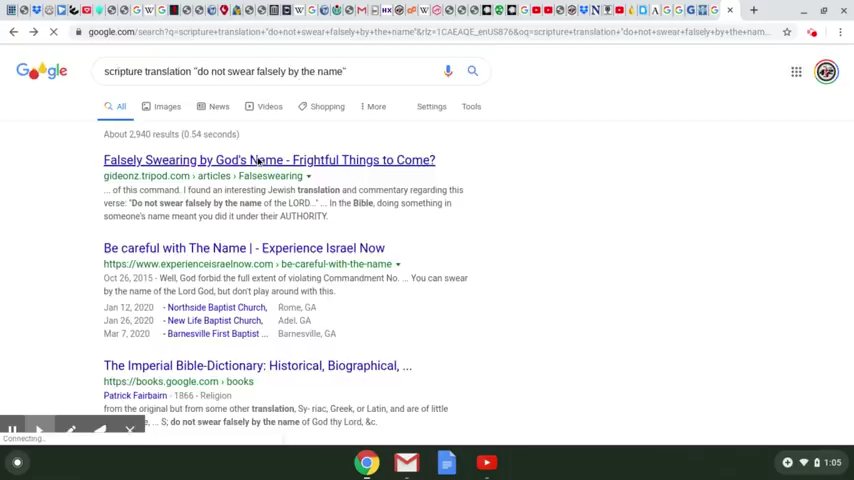 google.com/search?q=scripture+translation+"do+not+swear+falsely+by+the+name"&rlz=1CAEAQE_enUS876&oq=scripture+translation+"do+not+swear+falsely+by+the+nam...
Google
scripture translation "do not swear falsely by the name"
All Images News Videos Shopping More Settings Tools
About 2,940 results (0.54 seconds)
Falsely Swearing by God's Name - Frightful Things to Come?
gideonz.tripod.com › articles › Falseswearing
... of this command. I found an interesting Jewish translation and commentary regarding this
verse: "Do not swear falsely by the name of the LORD..." ... In the Bible, doing something in
someone's name meant you did it under their AUTHORITY.
Be careful with The Name | - Experience Israel Now
https://www.experienceisraelnow.com › be-careful-with-the-name
Oct 26, 2015 - Well, God forbid the full extent of violating Commandment No. ... You can swear
by the name of the Lord God, but don't play around with this.
Jan 12, 2020 - Northside Baptist Church, Rome, GA
Jan 26, 2020 - New Life Baptist Church, Adel, GA
Mar 7, 2020 - Barnesville First Baptist ... Barnesville, GA
The Imperial Bible-Dictionary: Historical, Biographical, ...
https://books.google.com › books
Patrick Fairbairn - 1866 - Religion
from the original but from some other translation, Sy- riac, Greek, or Latin, and are of little
... S; do not swear falsely by the name of God thy Lord, &c.
Connecting...
1:05